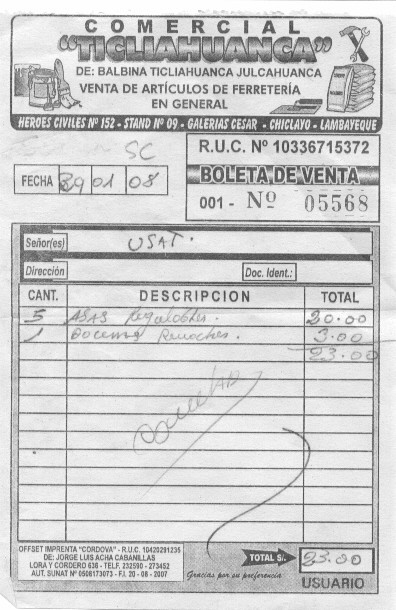 COMERCIAL
"TICLIAHUANCA"
DE: BALBINA TICLIAHUANCA JULCAHUANCA
VENTA DE ARTÍCULOS DE FERRETERÍA
EN GENERAL
HEROES CIVILES Nº 152 - STAND Nº 09 - GALERIAS CESAR - CHICLAYO - LAMBAYEQUE
SC
R.U.C. Nº 10336715372
BOLETA DE VENTA
001 - Nº 05568
FECHA 29 01 08
Señor(es) USAT.
Dirección Doc. Ident.:
CANT. DESCRIPCION TOTAL
5 20.00
1 Docena Remaches. 3.00
23.00
Cancelado
OFFSET IMPRENTA "CORDOVA" - R.U.C. 10420291235
DE: JORGE LUIS ACHA CABANILLAS
LORA Y CORDERO 636 - TELF. 232590 - 273452
AUT. SUNAT Nº 0508173073 - F.I. 20 - 08 - 2007
Gracias por su preferencia
TOTAL S/. 23.00
USUARIO